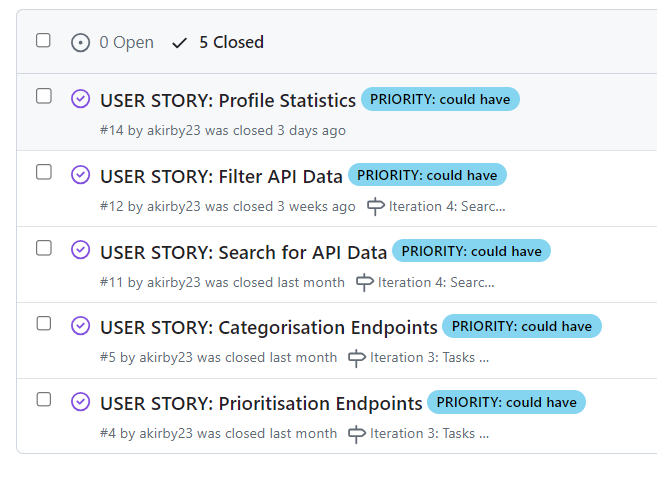 0 Open 5 Closed
USER STORY: Profile Statistics PRIORITY: could have
#14 by akirby23 was closed 3 days ago
USER STORY: Filter API Data PRIORITY: could have
#12 by akirby23 was closed 3 weeks ago Iteration 4: Searc...
USER STORY: Search for API Data PRIORITY: could have
#11 by akirby23 was closed last month Iteration 4: Searc...
USER STORY: Categorisation Endpoints PRIORITY: could have
#5 by akirby23 was closed last month Iteration 3: Tasks ...
USER STORY: Prioritisation Endpoints PRIORITY: could have
#4 by akirby23 was closed last month Iteration 3: Tasks ...